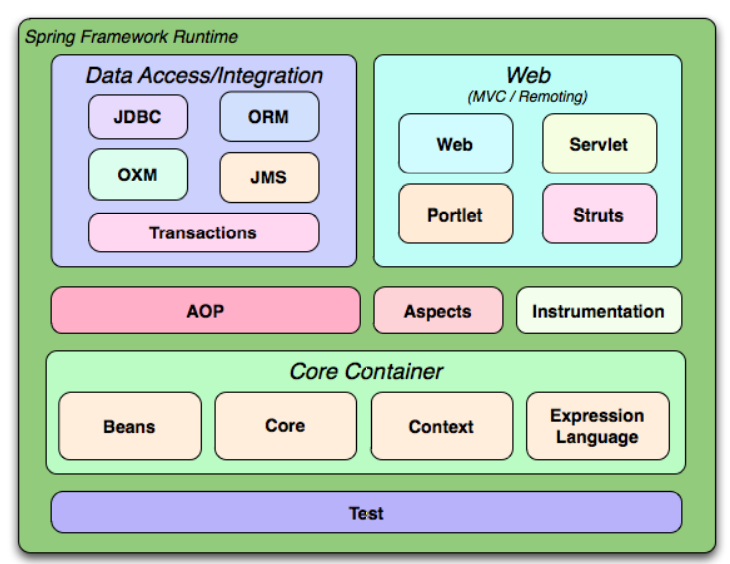 Spring Framework Runtime
Data Access/Integration
JDBC
ORM
OXM
JMS
Transactions
Web
(MVC / Remoting)
Web
Servlet
Portlet
Struts
AOP
Aspects
Instrumentation
Core Container
Beans
Core
Context
Expression
Language
Test